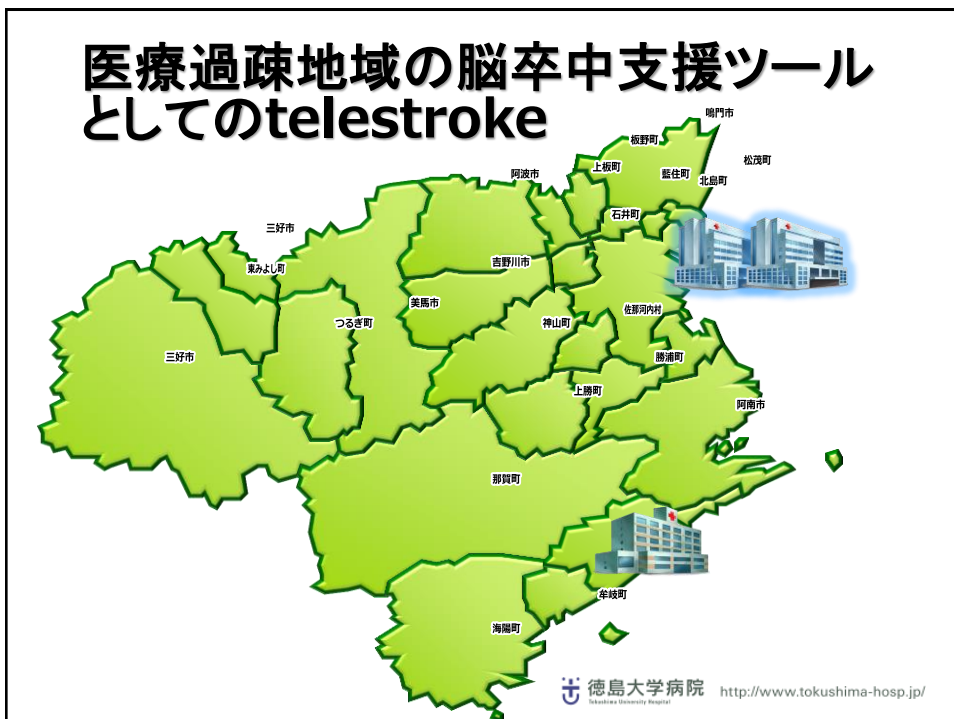 医療過疎地域の脳卒中支援ツール
としてのtelestroke
鳴門市
板野町
松茂町
上板町
阿波市
藍住町
北島町
石井町
三好市
吉野川市
東みよし町
美馬市
佐那河内村
つるぎ町
神山町
三好市
勝浦町
上勝町
阿南市
那賀町
牟岐町
海陽町
徳島大学病院
Tokushima University Hospital
http://www.tokushima-hosp.jp/